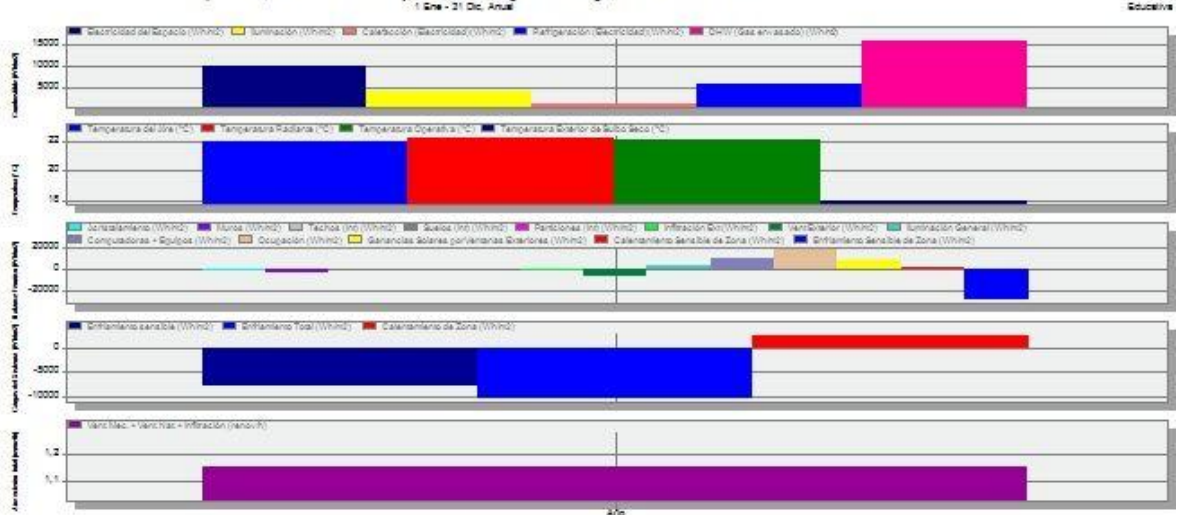 1 Ene - 31 Dic, Anual
Educativa
Electricidad del Espacio (Wh/m2) Iluminación (Wh/m2) Calefacción (Electricidad)(Wh/m2) Refrigeración (Electricidad)(Wh/m2) DHW (Gas envasado) (Wh/m2)
15000
10000
5000
Temperatura del Aire (°C) Temperatura Radiante (°C) Temperatura Operativa (°C) Temperatura Exterior de Bulbo Seco (°C)
Temperatura (°C)
22
20
18
Acristalamiento (Wh/m2) Muros (Wh/m2) Techos (Int) (Wh/m2) Suelos (Int) (Wh/m2) Particiones (Int) (Wh/m2) Infiltración Ext (Wh/m2) Vent Exterior (Wh/m2) Iluminación General (Wh/m2)
Computadoras + Equipos (Wh/m2) Ocupación (Wh/m2) Ganancias Solares por Ventanas Exteriores (Wh/m2) Calentamiento Sensible de Zona (Wh/m2) Enfriamiento Sensible de Zona (Wh/m2)
20000
0
-20000
Enfriamiento sensible (Wh/m2) Enfriamiento Total (Wh/m2) Calentamiento de Zona (Wh/m2)
0
-5000
-10000
Vent Mec. + Vent Nat + Infiltración (renov/h)
1,2
1,1
Año